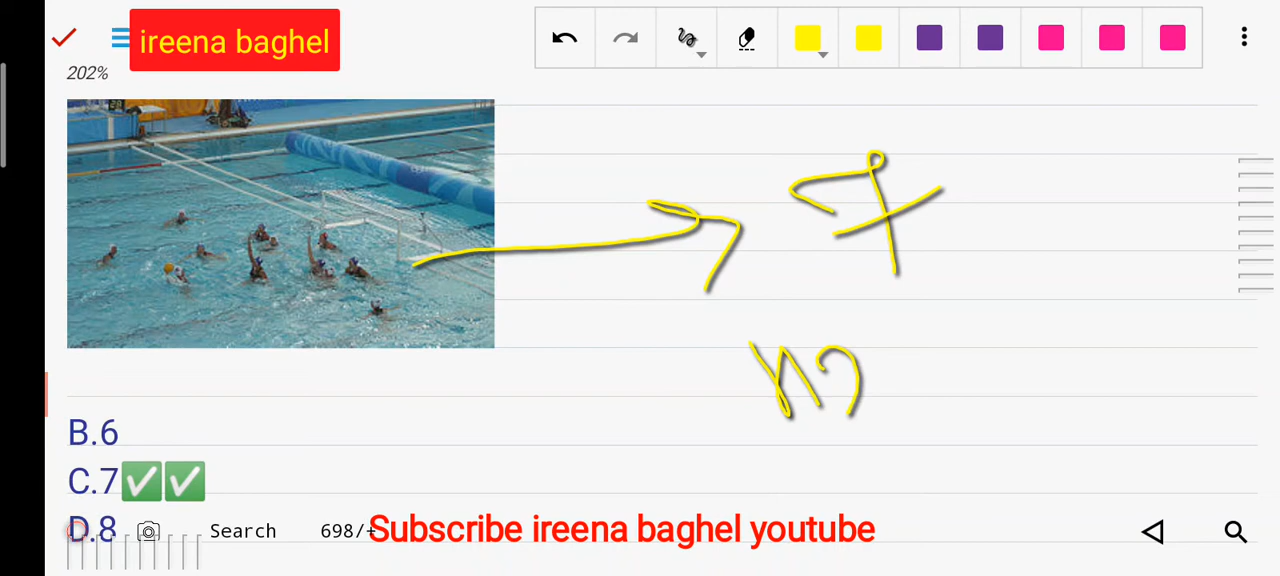 ireena baghel
202%
7
B.6
C.7✅✅
D.8
Search 698/+
Subscribe ireena baghel youtube